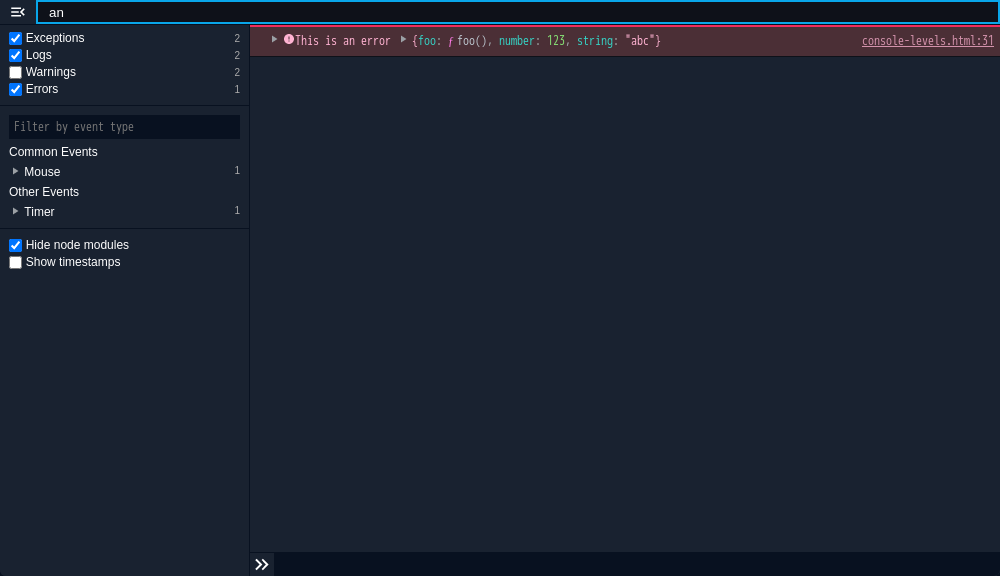 an
Exceptions 2
Logs 2
Warnings 2
Errors 1
Filter by event type
Common Events
Mouse 1
Other Events
Timer 1
Hide node modules
Show timestamps
This is an error {foo: ƒ foo(), number: 123, string: "abc"} console-levels.html:31